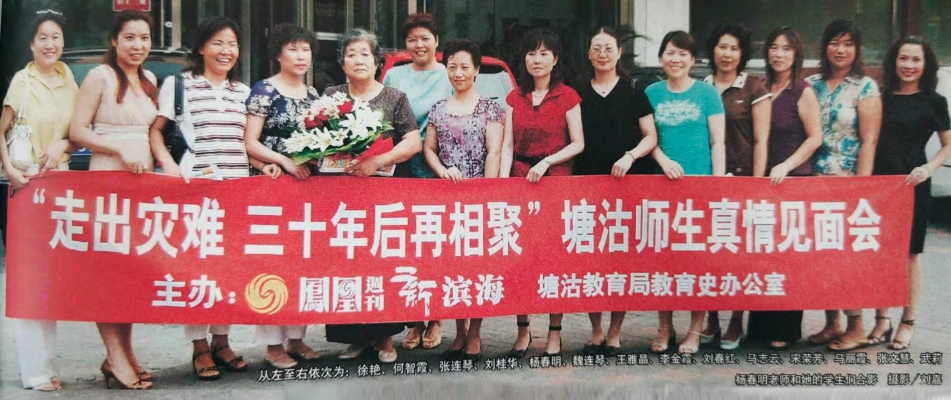 “走出灾难 三十年后再相聚”塘沽师生真情见面会
主办：鳳凰週刊 新滨海 塘沽教育局教育史办公室
从左至右依次为：徐艳、何智霞、张连琴、刘桂华、杨春明、魏连琴、王雅晶、李金霞、刘春红、马志云、宋荣芳、马丽霞、张文慧、武莉
杨春明老师和她的学生们合影 摄影／刘嘉